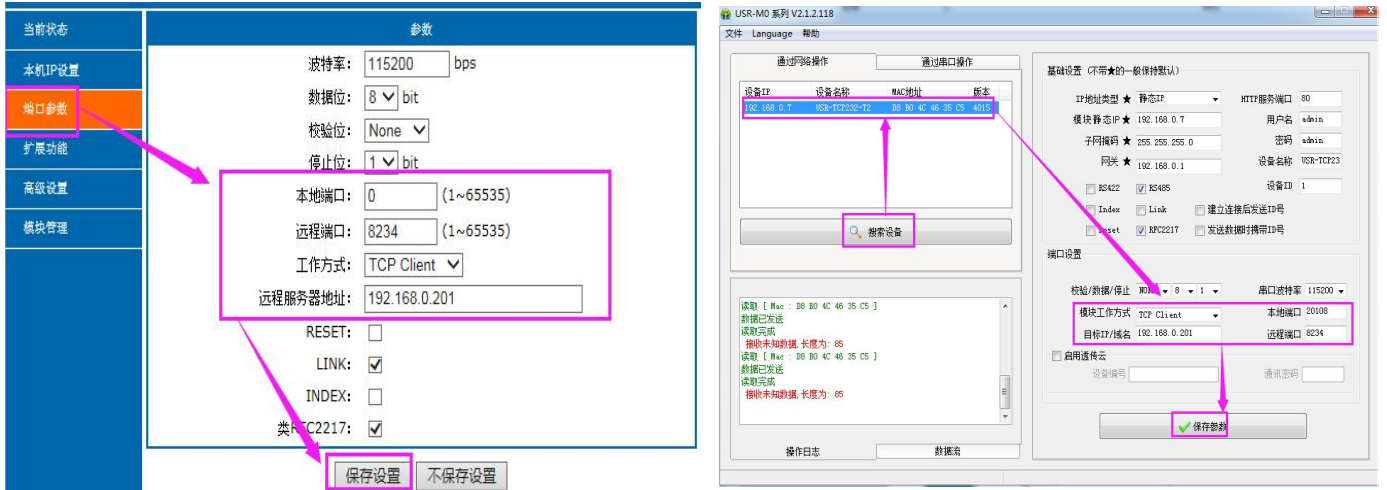 当前状态
本机IP设置
端口参数
扩展功能
高级设置
模块管理
参数
波特率: 115200 bps
数据位: 8 bit
校验位: None
停止位: 1 bit
本地端口: 0 (1~65535)
远程端口: 8234 (1~65535)
工作方式: TCP Client
远程服务器地址: 192.168.0.201
RESET:
LINK:
INDEX:
类RFC2217:
保存设置 不保存设置
USR-M0 系列 V2.1.2.118
文件 Language 帮助
通过网络操作 通过串口操作
设备IP 设备名称 MAC地址 版本
192.168.0.7 USR-TCP232-T2 D8 B0 4C 46 35 C5 4015
搜索设备
读取 [ Mac : D8 B0 4C 46 35 C5 ]
数据已发送
读取完成
接收未知数据,长度为: 85
读取 [ Mac : D8 B0 4C 46 35 C5 ]
数据已发送
读取完成
接收未知数据,长度为: 85
操作日志 数据流
基础设置 (不带★的一般保持默认)
IP地址类型 ★ 静态IP HTTP服务端口 80
模块静态IP ★ 192.168.0.7 用户名 admin
子网掩码 ★ 255.255.255.0 密码 admin
网关 ★ 192.168.0.1 设备名称 USR-TCP23
RS422 RS485 设备ID 1
Index Link 建立连接后发送ID号
Reset RFC2217 发送数据时携带ID号
端口设置
校验/数据/停止 NONE 8 1 串口波特率 115200
模块工作方式 TCP Client 本地端口 20108
目标IP/域名 192.168.0.201 远程端口 8234
启用透传云
设备编号 通讯密码
保存参数